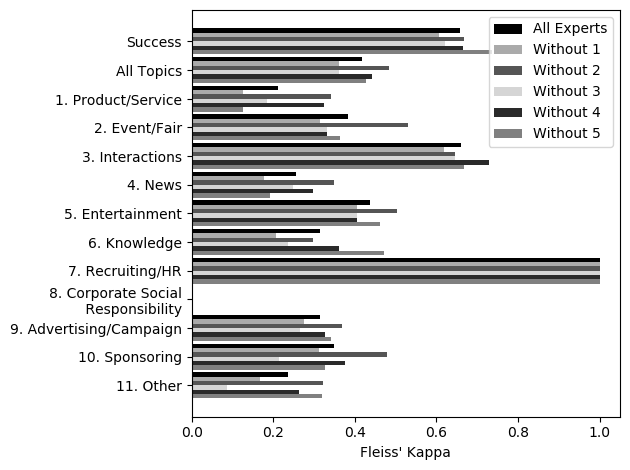 Success
All Topics
1. Product/Service
2. Event/Fair
3. Interactions
4. News
5. Entertainment
6. Knowledge
7. Recruiting/HR
8. Corporate Social
Responsibility
9. Advertising/Campaign
10. Sponsoring
11. Other
0.0 0.2 0.4 0.6 0.8 1.0
Fleiss' Kappa
All Experts
Without 1
Without 2
Without 3
Without 4
Without 5